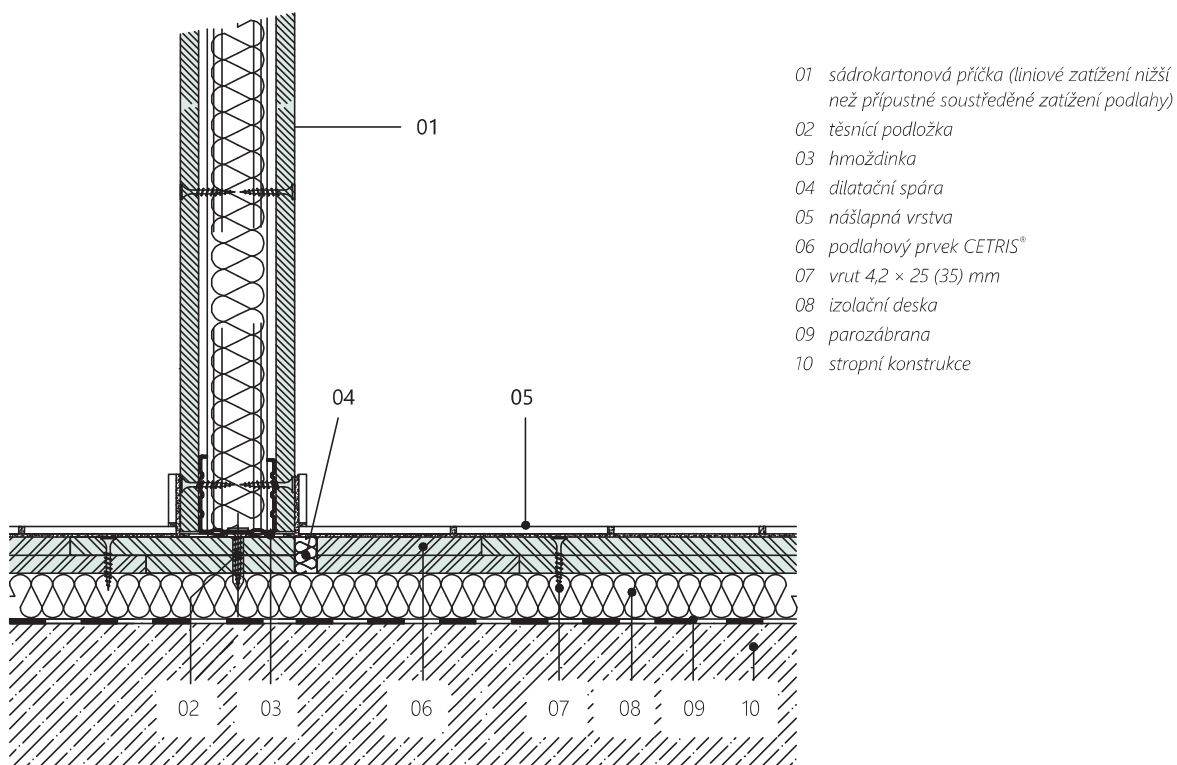 01 sádrokartonová příčka (liniové zatížení nižší
než přípustné soustředěné zatížení podlahy)
02 těsnící podložka
03 hmoždinka
04 dilatační spára
05 nášlapná vrstva
06 podlahový prvek CETRIS®
07 vrut 4,2 × 25 (35) mm
08 izolační deska
09 parozábrana
10 stropní konstrukce
01
04 05
02 03 06 07 08 09 10